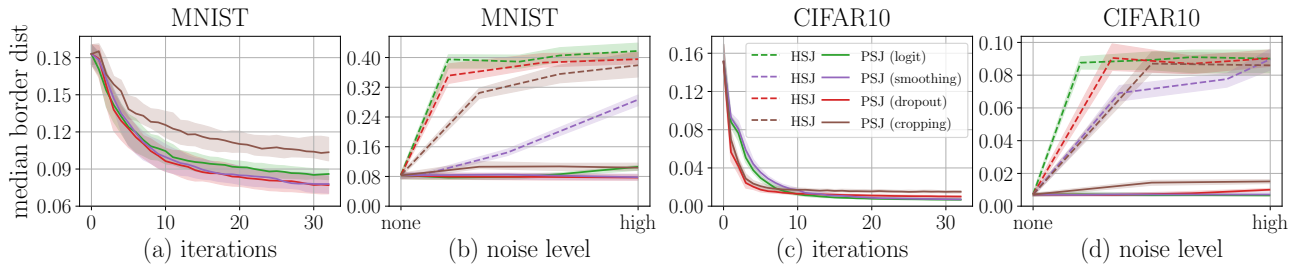 MNIST
MNIST
CIFAR10
CIFAR10
median border dist
0.18
0.15
0.12
0.09
0.06
0
10
20
30
(a) iterations
0.40
0.32
0.24
0.16
0.08
0.00
none
high
(b) noise level
0.16
0.12
0.08
0.04
0.00
0
10
20
30
(c) iterations
HSJ PSJ (logit)
HSJ PSJ (smoothing)
HSJ PSJ (dropout)
HSJ PSJ (cropping)
0.10
0.08
0.06
0.04
0.02
0.00
none
high
(d) noise level